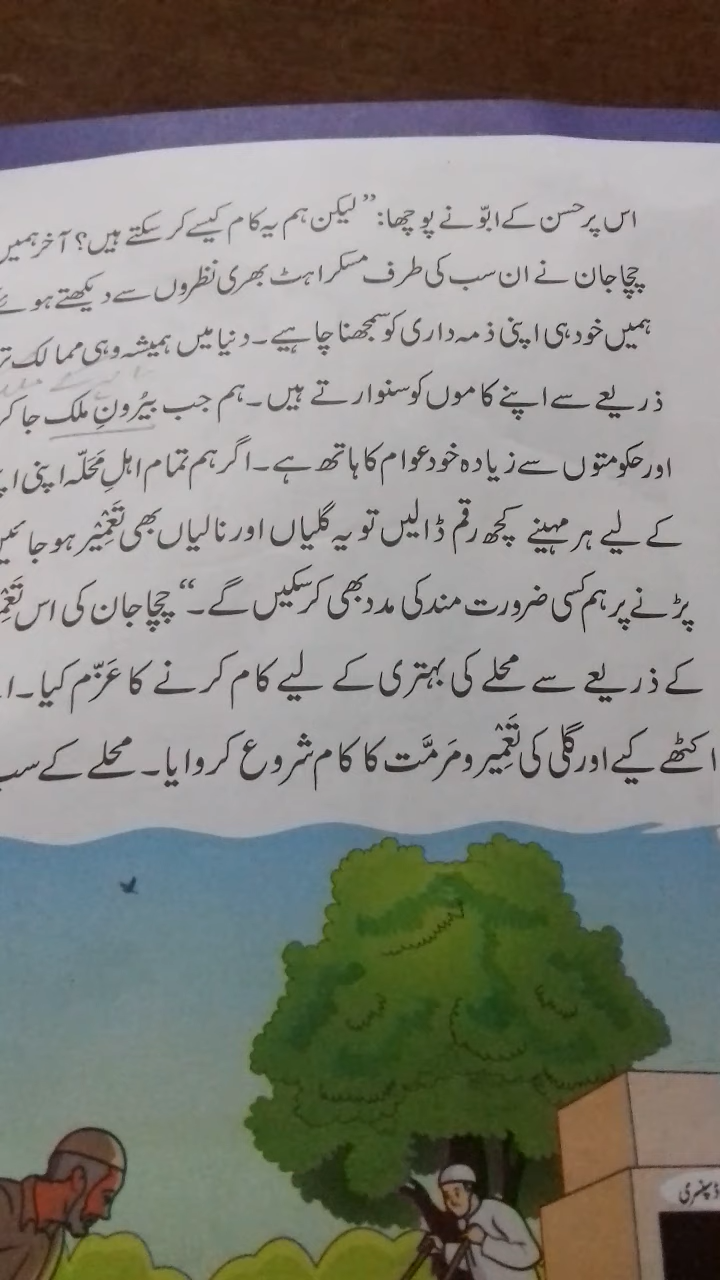 اس پر حسن کے ابّو نے پوچھا: ”لیکن ہم یہ کام کیسے کر سکتے ہیں؟ آخر ہمیں
چچا جان نے ان سب کی طرف مسکراہٹ بھری نظروں سے دیکھتے ہوئے
ہمیں خود ہی اپنی ذمہ داری کو سمجھنا چاہیے۔ دنیا میں ہمیشہ وہی ممالک
ذریعے سے اپنے کاموں کو سنوارتے ہیں۔ ہم جب بیُرونِ ملک جا کر
اور حکومتوں سے زیادہ خود عوام کا ہاتھ ہے۔ اگر ہم تمام اہلِ مَحَلّہ اپنی
کے لیے ہر مہینے کچھ رقم ڈالیں تو یہ گلیاں اور نالیاں بھی تَعْمِیر ہو جائیں
پڑنے پر ہم کسی ضرورت مند کی مدد بھی کر سکیں گے۔“ چچا جان کی اس
کے ذریعے سے محلے کی بہتری کے لیے کام کرنے کا عَزْم کیا۔
اکٹھے کیے اور گلی کی تَعْمِیر و مَرمَّت کا کام شروع کروایا۔ محلے کے سب
ڈسپنسری